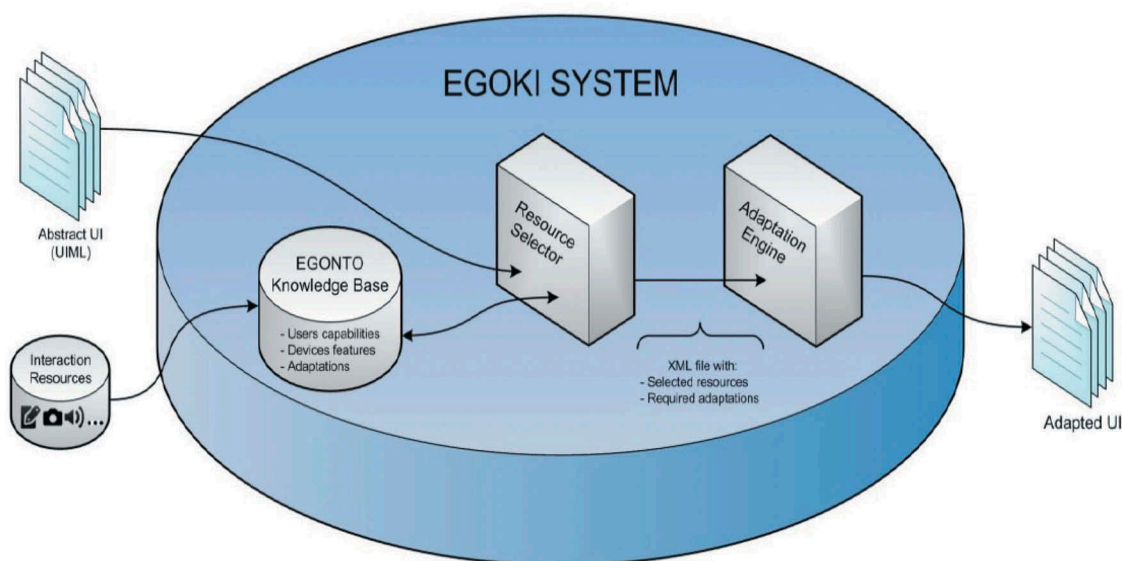 EGOKI SYSTEM
Abstract UI
(UIML)
Resource
Selector
Adaptation
Engine
EGONTO
Knowledge Base
- Users capabilities
- Devices features
- Adaptations
Interaction
Resources
...
XML file with:
- Selected resources
- Required adaptations
Adapted UI